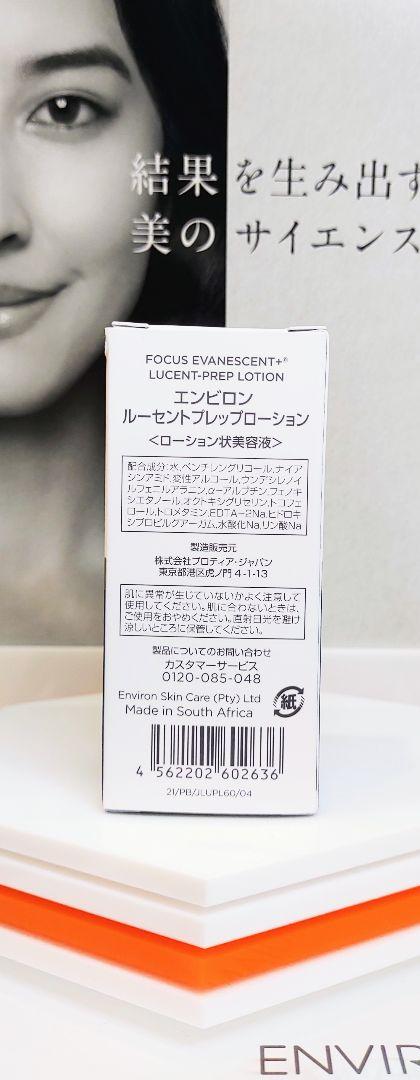 結果を生み出す
美のサイエンス
FOCUS EVANESCENT+®
LUCENT-PREP LOTION
エンビロン
ルーセントプレップローション
<ローション状美容液>
配合成分:水,ペンチレングリコール,ナイア
シンアミド,変性アルコール,ウンデシレノイ
ルフェニルアラニン,α-アルブチン,フェノキ
シエタノール,オクトキシグリセリン,トコフェ
ロール,トロメタミン,EDTA-2Na,ヒドロキ
シプロピルグアーガム,水酸化Na,リン酸Na
製造販売元
株式会社プロティア・ジャパン
東京都港区虎ノ門 4-1-13
肌に異常が生じていないかよく注意して
使用してください。肌に合わないときは、
ご使用をおやめください。直射日光を避け
涼しいところに保管してください。
製品についてのお問い合わせ
カスタマーサービス
0120-085-048
Environ Skin Care (Pty) Ltd
Made in South Africa
紙
4 562202 602636
21/PB/JLUPL60/04
ENVIR